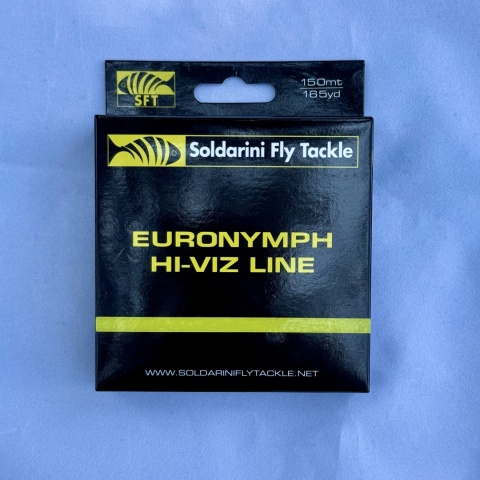 SFT
150mt
165yd
Soldarini Fly Tackle
EURONYMPH
HI-VIZ LINE
WWW.SOLDARINIFLYTACKLE.NET